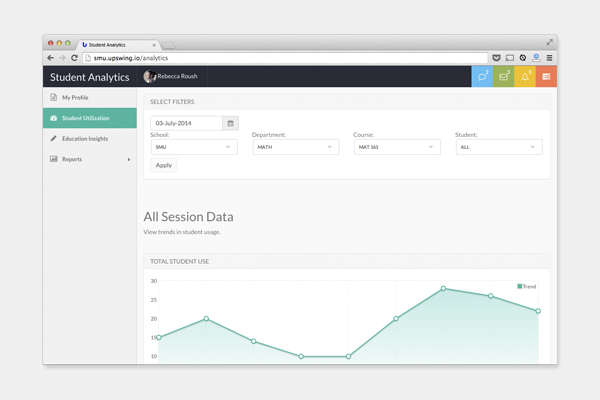 Student Analytics
smu.upswing.io/analytics
Student Analytics
Rebecca Roush
My Profile
Student Utilization
Education Insights
Reports
SELECT FILTERS
03-July-2014
School: Department: Course: Student:
SMU MATH MAT 161 ALL
Apply
All Session Data
View trends in student usage.
TOTAL STUDENT USE
Trend
30
25
20
15
10